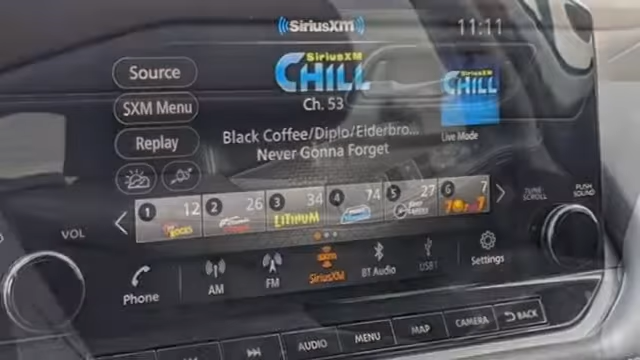 SiriusXM
11:11
SiriusXM
CHILL
Ch. 53
Source
SXM Menu
Replay
SiriusXM
CHILL
Live Mode
Black Coffee/Diplo/Elderbro...
Never Gonna Forget
1 12
2 26
3 34 LITHIUM
4 74
5 27
6 7
VOL
TUNE
SCROLL
PUSH
SOUND
Phone
AM
FM
SiriusXM
BT Audio
USB1
Settings
AUDIO
MENU
MAP
CAMERA
BACK